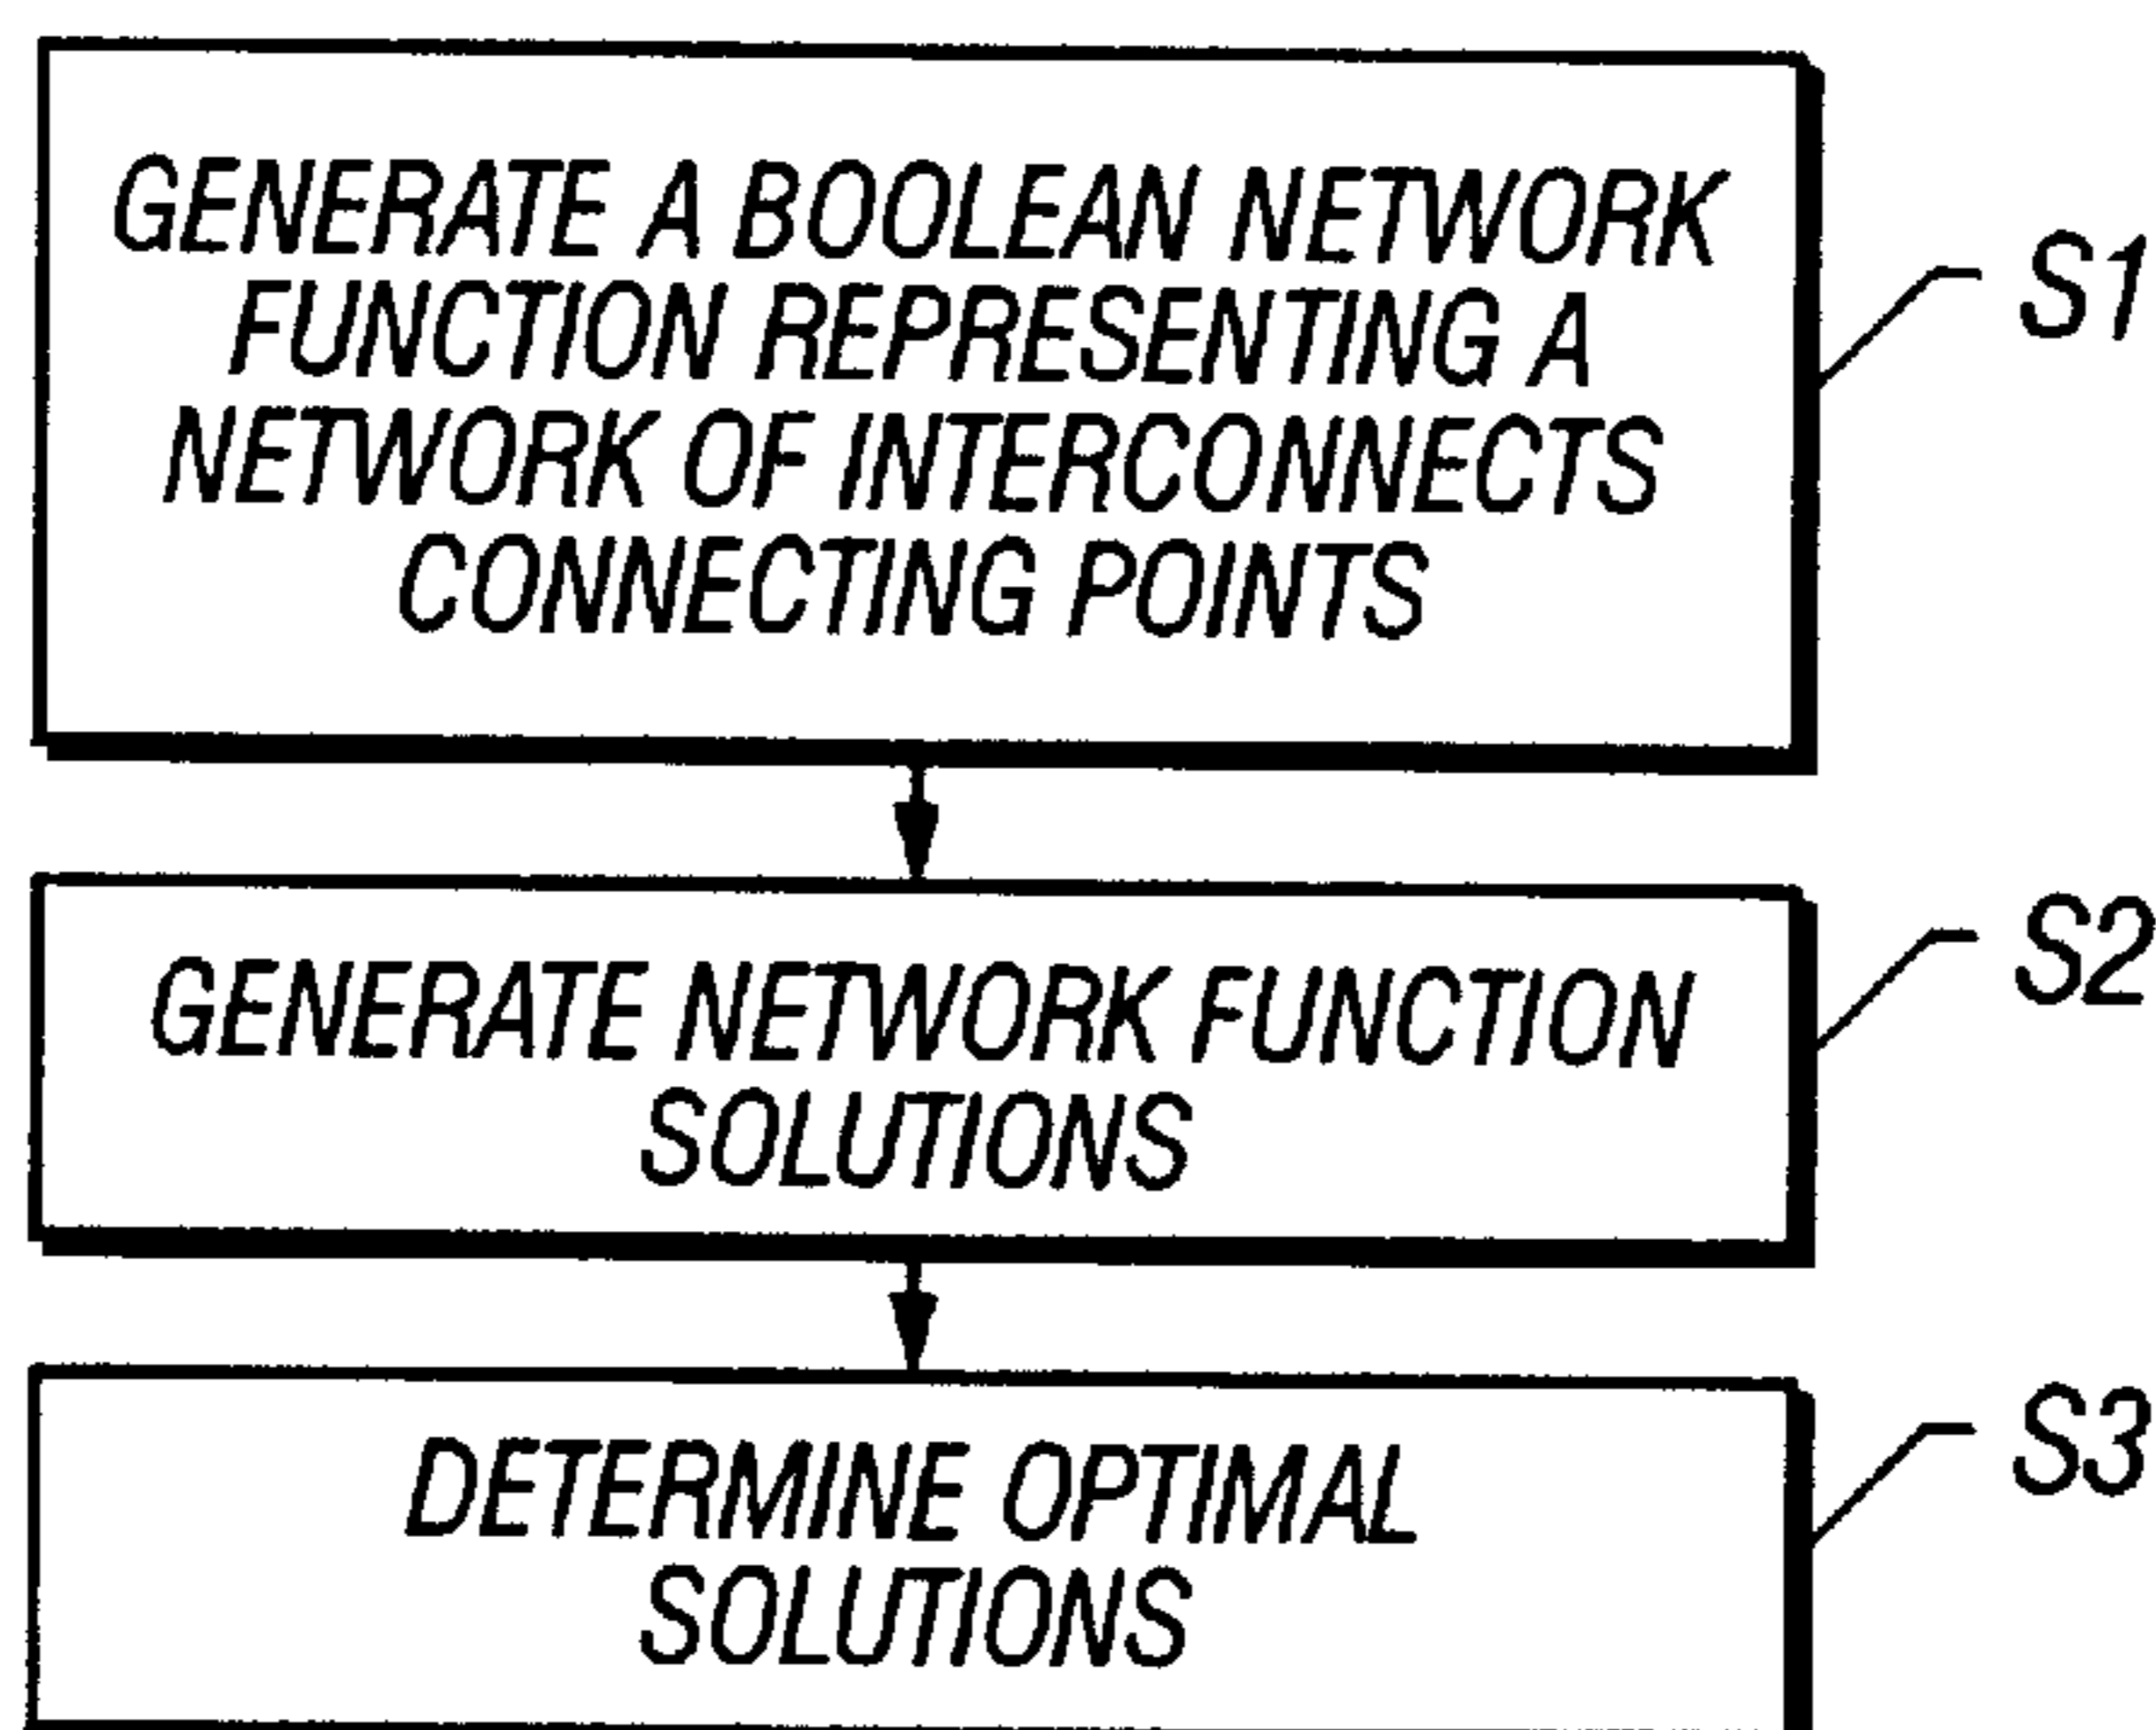 GENERATE A BOOLEAN NETWORK
FUNCTION REPRESENTING A
NETWORK OF INTERCONNECTS
CONNECTING POINTS
S1
GENERATE NETWORK FUNCTION
SOLUTIONS
S2
DETERMINE OPTIMAL
SOLUTIONS
S3